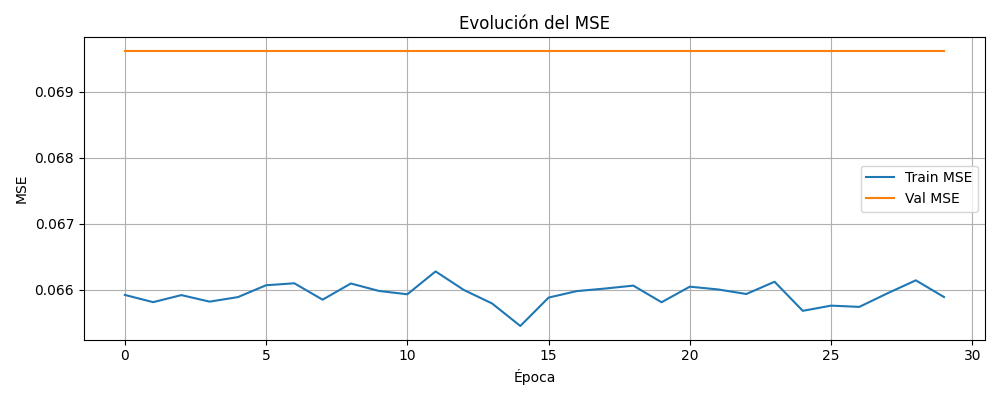 Evolución del MSE
MSE
0.069
0.068
0.067
0.066
Train MSE
Val MSE
0 5 10 15 20 25 30
Época